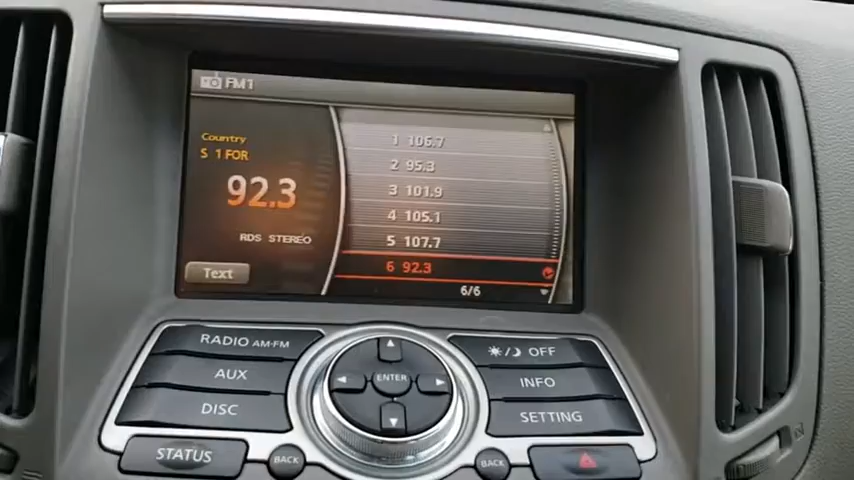 FM1
Country
S 1 FOR
92.3
RDS STEREO
Text
1 105.7
2 95.3
3 101.9
4 105.1
5 107.7
6 92.3
6/6
RADIO AM·FM
AUX
DISC
STATUS
BACK
ENTER
OFF
INFO
SETTING
BACK